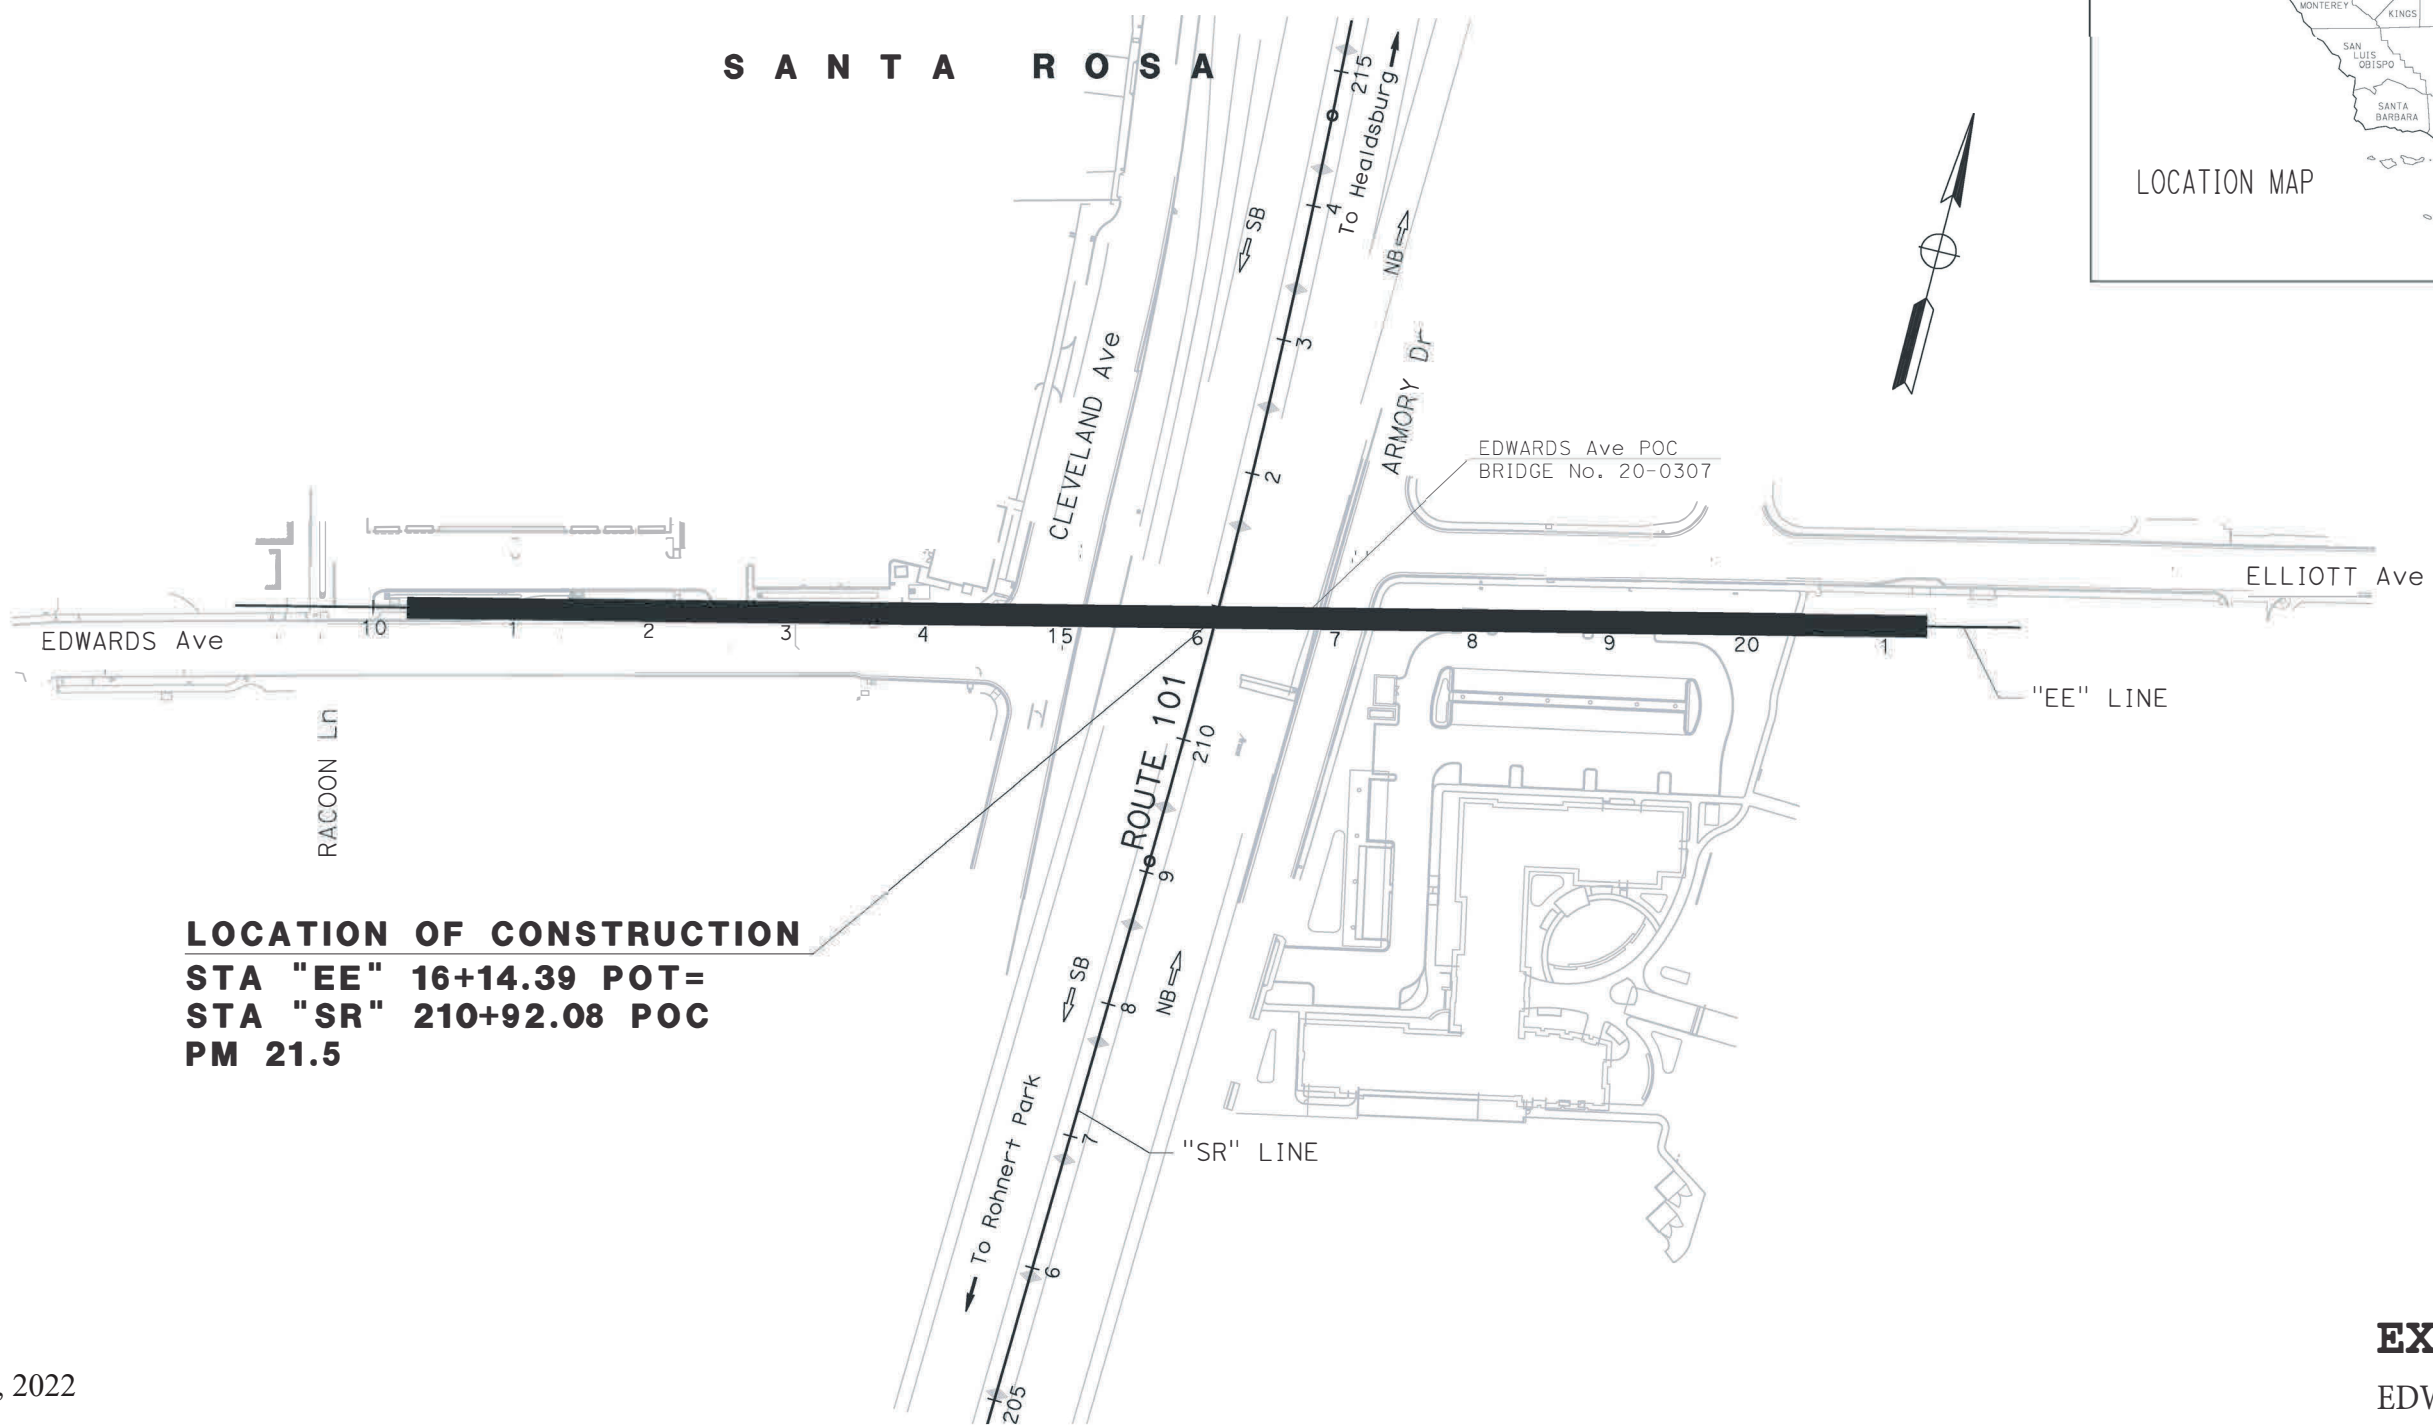 MONTEREY
KINGS
SAN
LUIS
OBISPO
SANTA
BARBARA
LOCATION MAP
SANTA ROSA
215
To Healdsburg
4
SB
NB
3
CLEVELAND Ave
ARMORY Dr
2
EDWARDS Ave POC
BRIDGE No. 20-0307
ELLIOTT Ave
EDWARDS Ave
10 1 2 3 4 15 6 7 8 9 20 1
"EE" LINE
RACOON Ln
ROUTE 101
210
9
LOCATION OF CONSTRUCTION
STA "EE" 16+14.39 POT=
STA "SR" 210+92.08 POC
PM 21.5
SB
NB
8
7
"SR" LINE
To Rohnert Park
6
205
, 2022
EX
EDW